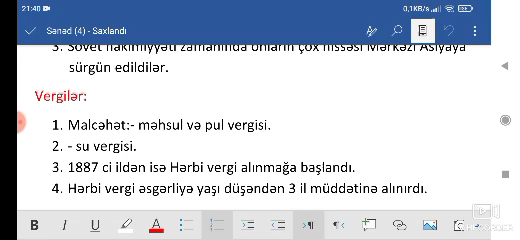 21:40
0,1KB/s
Sənəd (4) - Saxlandı
3. Sovet hakimiyyəti zamanında onların çox hissəsi Mərkəzi Asiyaya
sürgün edildilər.
Vergilər:
1. Malcəhət:- məhsul və pul vergisi.
2. - su vergisi.
3. 1887 ci ildən isə Hərbi vergi alınmağa başlandı.
4. Hərbi vergi əsgərliyə yaşı düşəndən 3 il müddətinə alınırdı.
B I U A